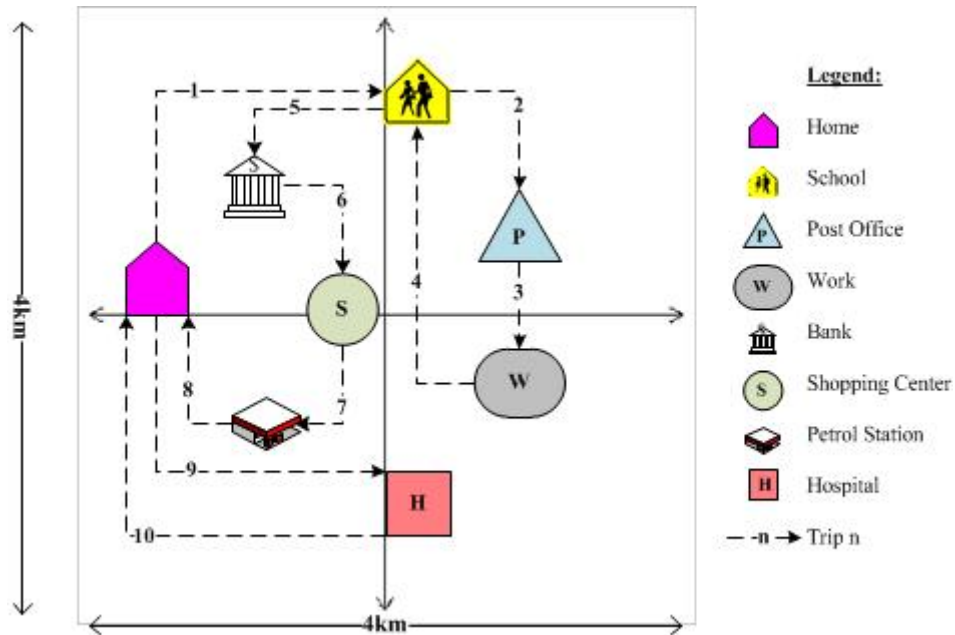 1
5
2
S
6
P
4
3
S
4km
W
8
7
9
H
10
4km
Legend:
Home
School
P
Post Office
W
Work
S
Bank
S
Shopping Center
Petrol Station
H
Hospital
n
Trip n